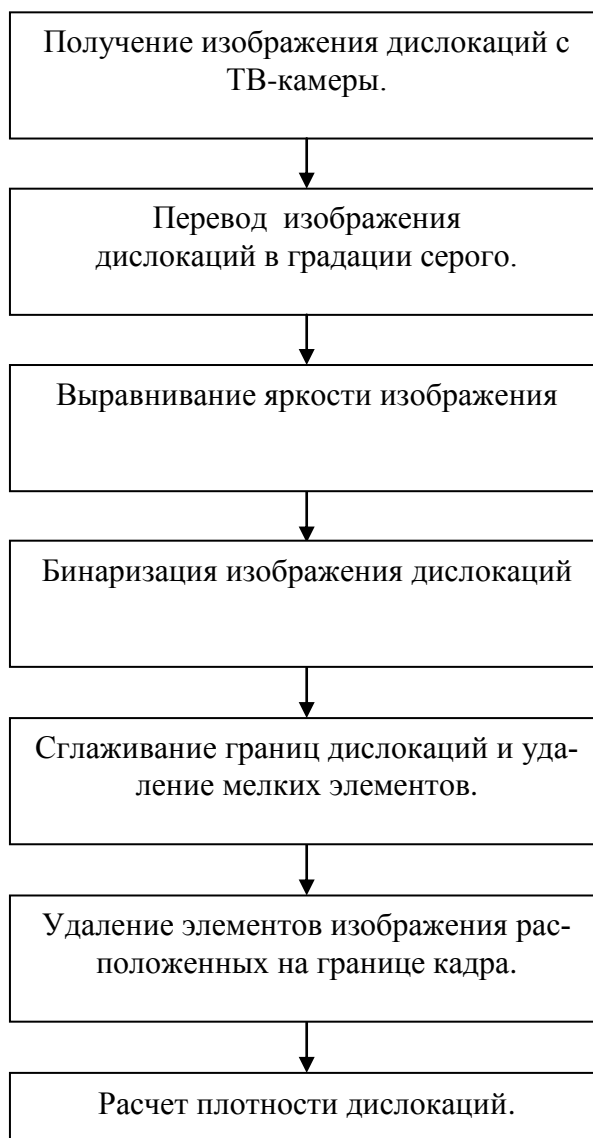 Получение изображения дислокаций с
ТВ-камеры.
Перевод изображения
дислокаций в градации серого.
Выравнивание яркости изображения
Бинаризация изображения дислокаций
Сглаживание границ дислокаций и уда-
ление мелких элементов.
Удаление элементов изображения рас-
положенных на границе кадра.
Расчет плотности дислокаций.